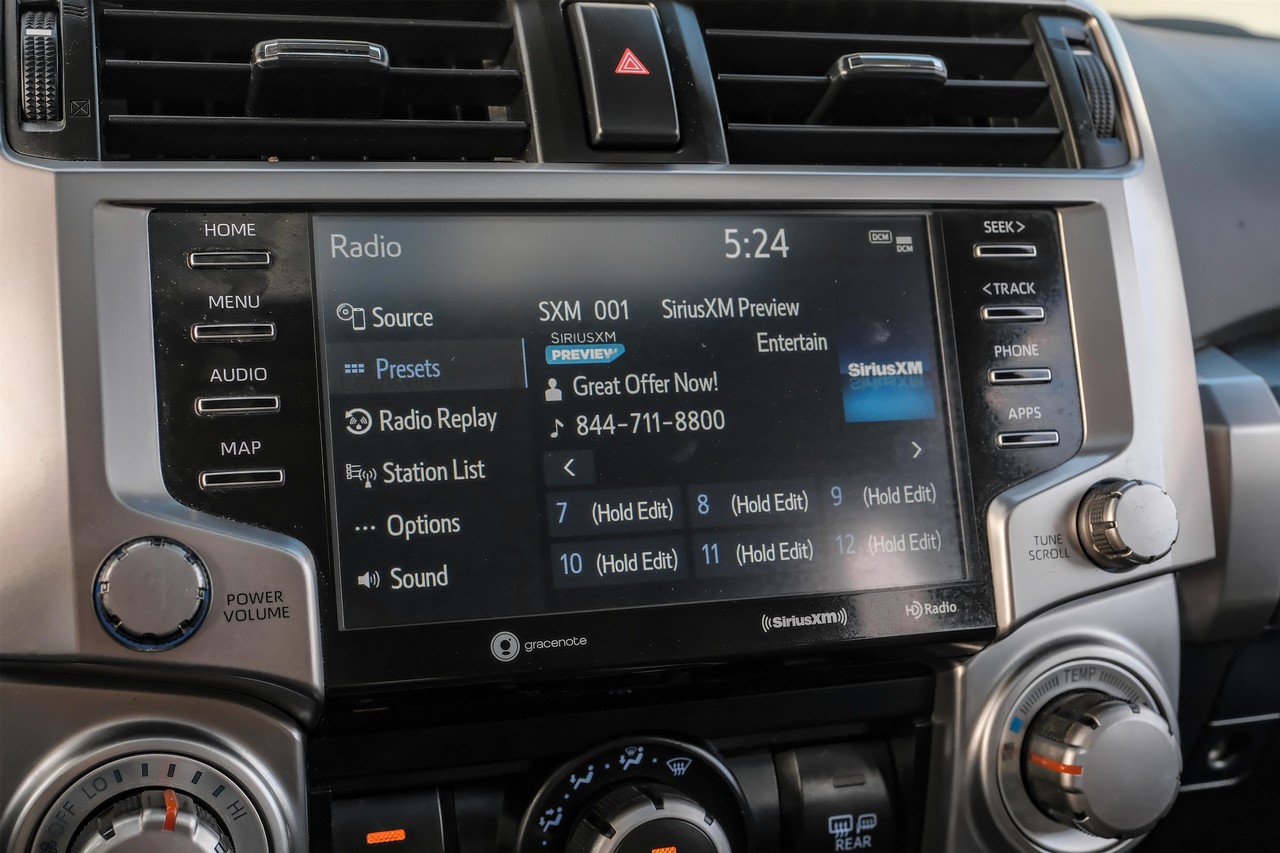 HOME
MENU
AUDIO
MAP
POWER
VOLUME
Radio
5:24
DCM
DCM
Source
Presets
Radio Replay
Station List
... Options
Sound
SXM 001 SiriusXM Preview
SIRIUSXM
PREVIEW
Entertain
Great Offer Now!
844-711-8800
SiriusXM
<
>
7 (Hold Edit) 8 (Hold Edit) 9 (Hold Edit)
10 (Hold Edit) 11 (Hold Edit) 12 (Hold Edit)
gracenote
((SiriusXM))
HD Radio
SEEK>
<TRACK
PHONE
APPS
TUNE
SCROLL
OFF LO HI
TEMP
REAR